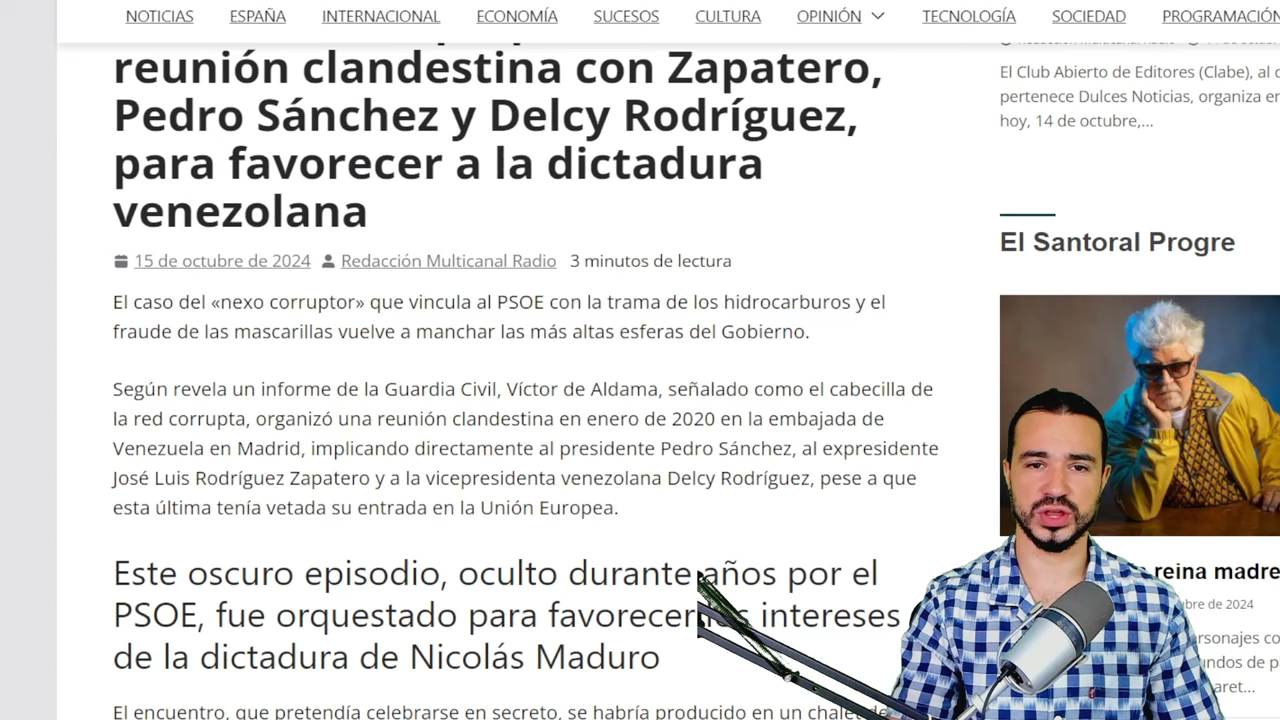 NOTICIAS ESPAÑA INTERNACIONAL ECONOMÍA SUCESOS CULTURA OPINIÓN TECNOLOGÍA SOCIEDAD PROGRAMACIÓN
reunión clandestina con Zapatero,
Pedro Sánchez y Delcy Rodríguez,
para favorecer a la dictadura
venezolana
15 de octubre de 2024 Redacción Multicanal Radio 3 minutos de lectura
El caso del «nexo corruptor» que vincula al PSOE con la trama de los hidrocarburos y el
fraude de las mascarillas vuelve a manchar las más altas esferas del Gobierno.
Según revela un informe de la Guardia Civil, Víctor de Aldama, señalado como el cabecilla de
la red corrupta, organizó una reunión clandestina en enero de 2020 en la embajada de
Venezuela en Madrid, implicando directamente al presidente Pedro Sánchez, al expresidente
José Luis Rodríguez Zapatero y a la vicepresidenta venezolana Delcy Rodríguez, pese a que
esta última tenía vetada su entrada en la Unión Europea.
Este oscuro episodio, oculto durante años por el
PSOE, fue orquestado para favorecer intereses
de la dictadura de Nicolás Maduro
El encuentro, que pretendía celebrarse en secreto, se habría producido en un chalet de
El Club Abierto de Editores (Clabe), al
pertenece Dulces Noticias, organiza
hoy, 14 de octubre,...
El Santoral Progre
reina madre
de 2024